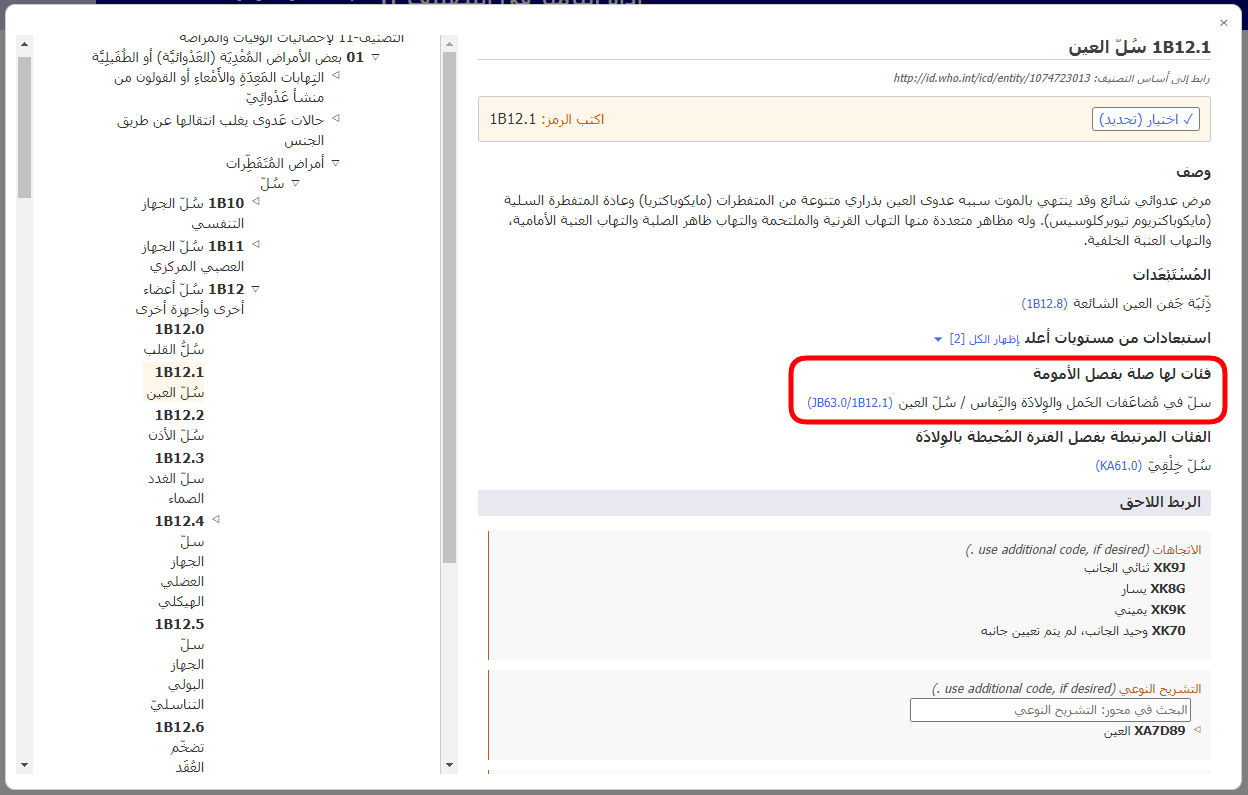 ×
1B12.1 سُلّ العين
رابط إلى أساس التصنيف: http://id.who.int/icd/entity/1074723013
✓ اختيار (تحديد)
اكتب الرمز: 1B12.1
وصف
مرض عدوائي شائع وقد ينتهي بالموت سببه عدوى العين بذراري متنوعة من المتفطرات (مايكوباكتريا) وعادة المتفطرة السلية
(مايكوباكتريوم تيوبركلوسيس). وله مظاهر متعددة منها التهاب القرنية والملتحمة والتهاب ظاهر الصلبة والتهاب العنبة الأمامية،
والتهاب العنبة الخلفية.
المُسْتَبْعَدات
ذِّئبَة جَفن العين الشائعة (1B12.8)
استبعادات من مستويات أعلى إظهار الكل [2]
فئات لها صلة بفصل الأمومة
سلّ في مُضاعَفات الحَمل والوِلادَة والنِّفاس / سُلّ العين (JB63.0/1B12.1)
الفئات المرتبطة بفصل الفترة المُحيطة بالوِلادَة
سُلّ خِلْقِيّ (KA61.0)
الربط اللاحق
الاتجاهات (use additional code, if desired .)
XK9J ثنائي الجانب
XK8G يسار
XK9K يميني
XK70 وحيد الجانب، لم يتم تعيين جانبه
التشريح النوعي (use additional code, if desired .)
البحث في محور: التشريح النوعي
XA7D89 العين
التصنيف-11 لإحصائيات الوفيات والمراضة
01 بعض الأمراض المُعْدِيَة (العَدْوائيَّة) أو الطُفَيلِيَّة
التِهابات المَعِدَةِ والأَمْعاءِ أو القولون من
منشأ عَدْوائِيّ
حالات عَدوى يغلب انتقالها عن طريق
الجنس
أمراض المُتَفَطِّرات
سُلّ
1B10 سُلّ الجهاز
التنفسي
1B11 سُلّ الجهاز
العصبي المركزي
1B12 سُلّ أعضاء
أخرى وأجهزة أخرى
1B12.0
سُلُّ القلب
1B12.1
سُلّ العين
1B12.2
سُلّ الأذن
1B12.3
سلّ الغدد
الصماء
1B12.4
سلّ
الجهاز
العضلي
الهيكلي
1B12.5
سلّ
الجهاز
البولي
التناسليّ
1B12.6
تضخّم
العُقَد